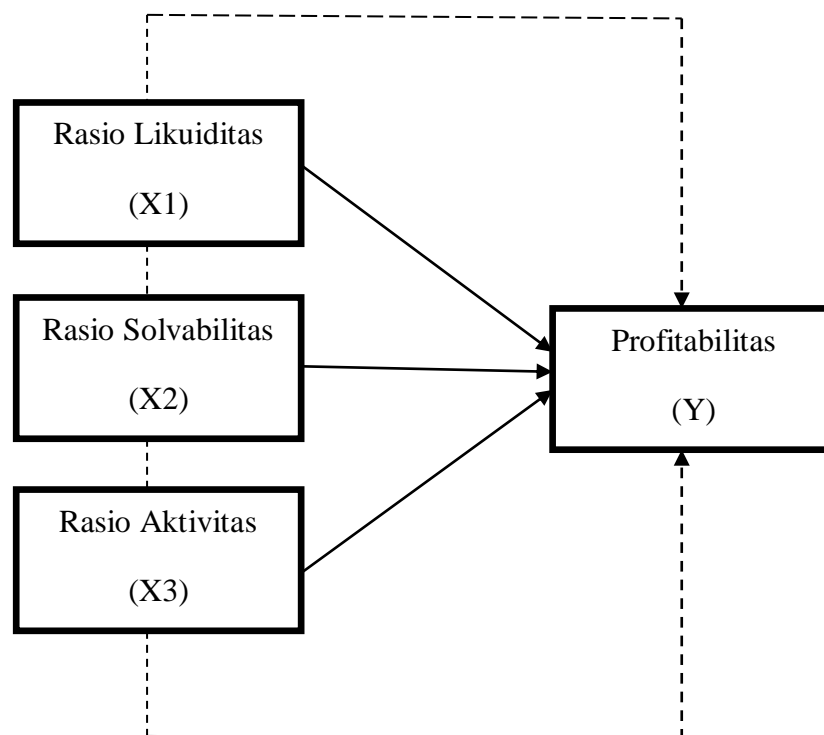 Rasio Likuiditas
(X1)
Rasio Solvabilitas
(X2)
Rasio Aktivitas
(X3)
Profitabilitas
(Y)